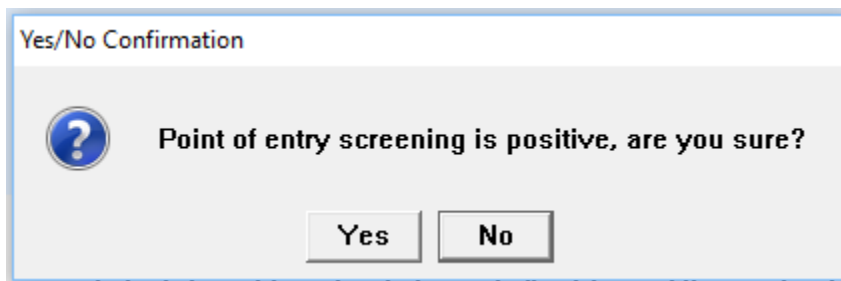 Yes/No Confirmation
Point of entry screening is positive, are you sure?
Yes No